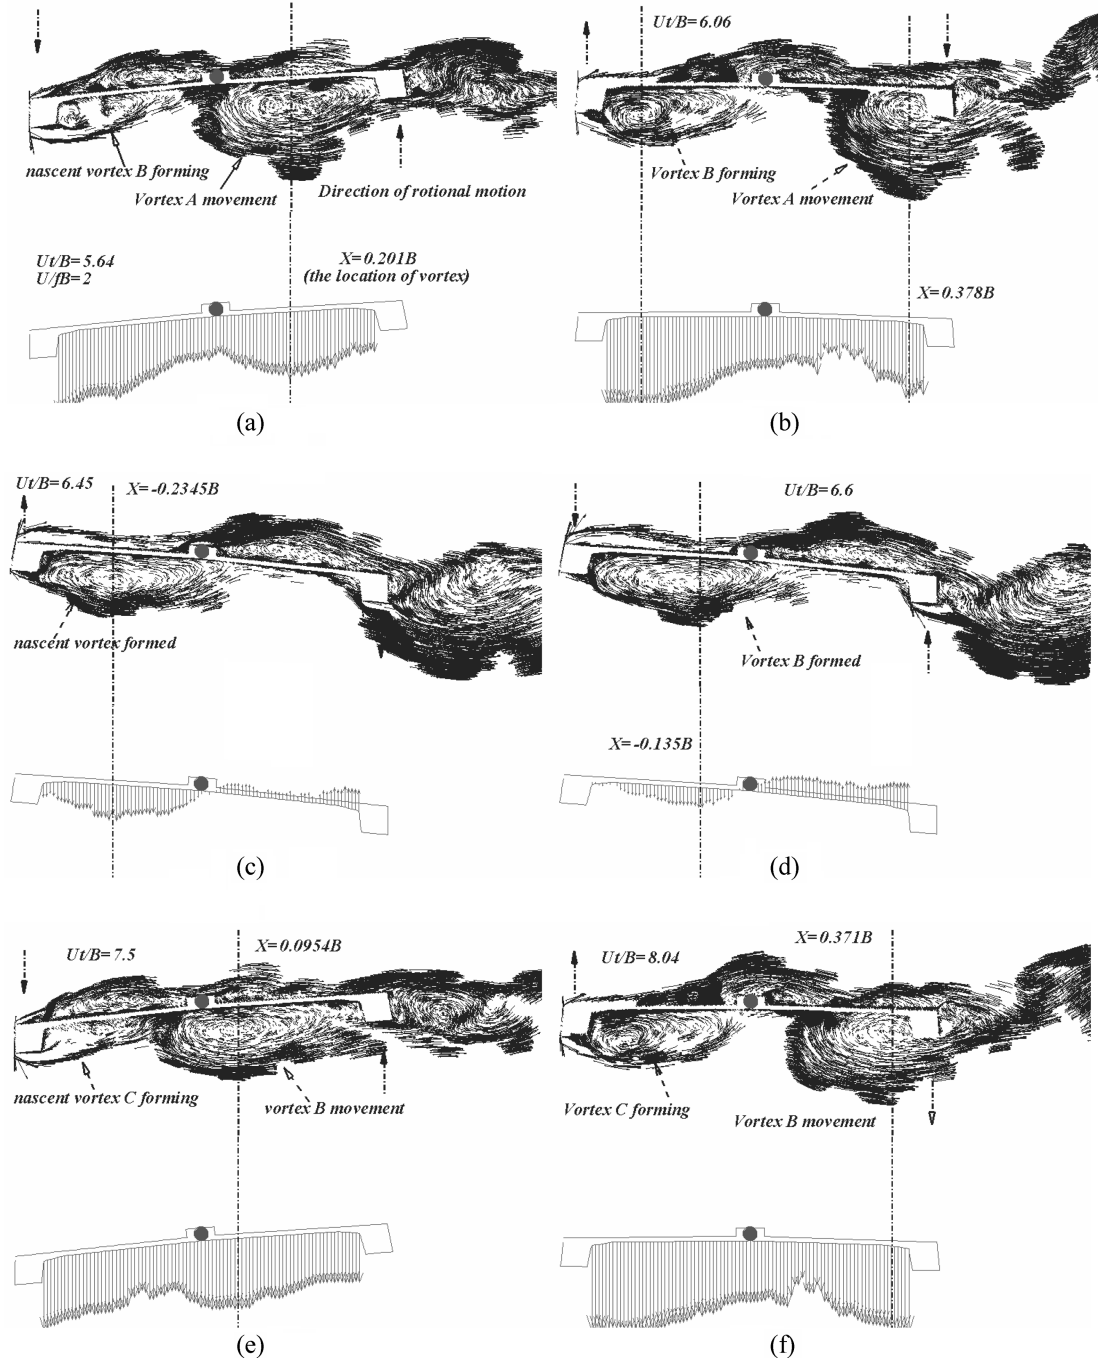 Ut/B=6.06
nascent vortex B forming
Vortex A movement
Direction of rotional motion
Vortex B forming
Vortex A movement
Ut/B=5.64
U/fB=2
X=0.201B
(the location of vortex)
X=0.378B
(a)
(b)
Ut/B=6.45
X=-0.2345B
Ut/B=6.6
nascent vortex formed
Vortex B formed
X=-0.135B
(c)
(d)
Ut/B=7.5
X=0.0954B
Ut/B=8.04
X=0.371B
nascent vortex C forming
vortex B movement
Vortex C forming
Vortex B movement
(e)
(f)